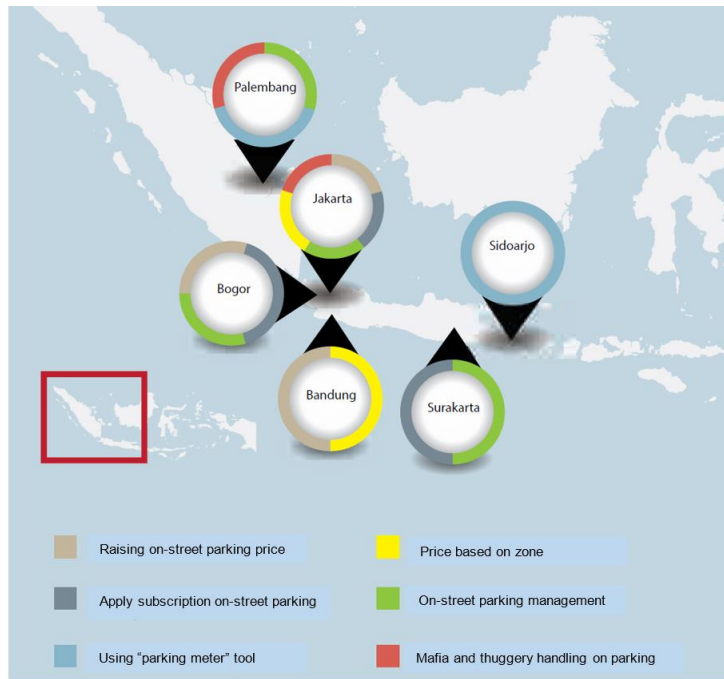 Palembang
Jakarta
Sidoarjo
Bogor
Bandung
Surakarta
Raising on-street parking price
Price based on zone
Apply subscription on-street parking
On-street parking management
Using “parking meter” tool
Mafia and thuggery handling on parking